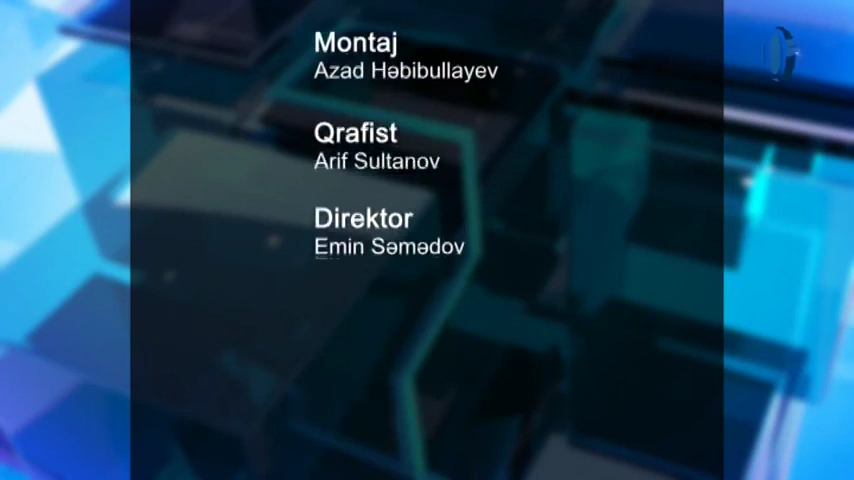 Montaj
Azad Həbibullayev
Qrafist
Arif Sultanov
Direktor
Emin Səmədov